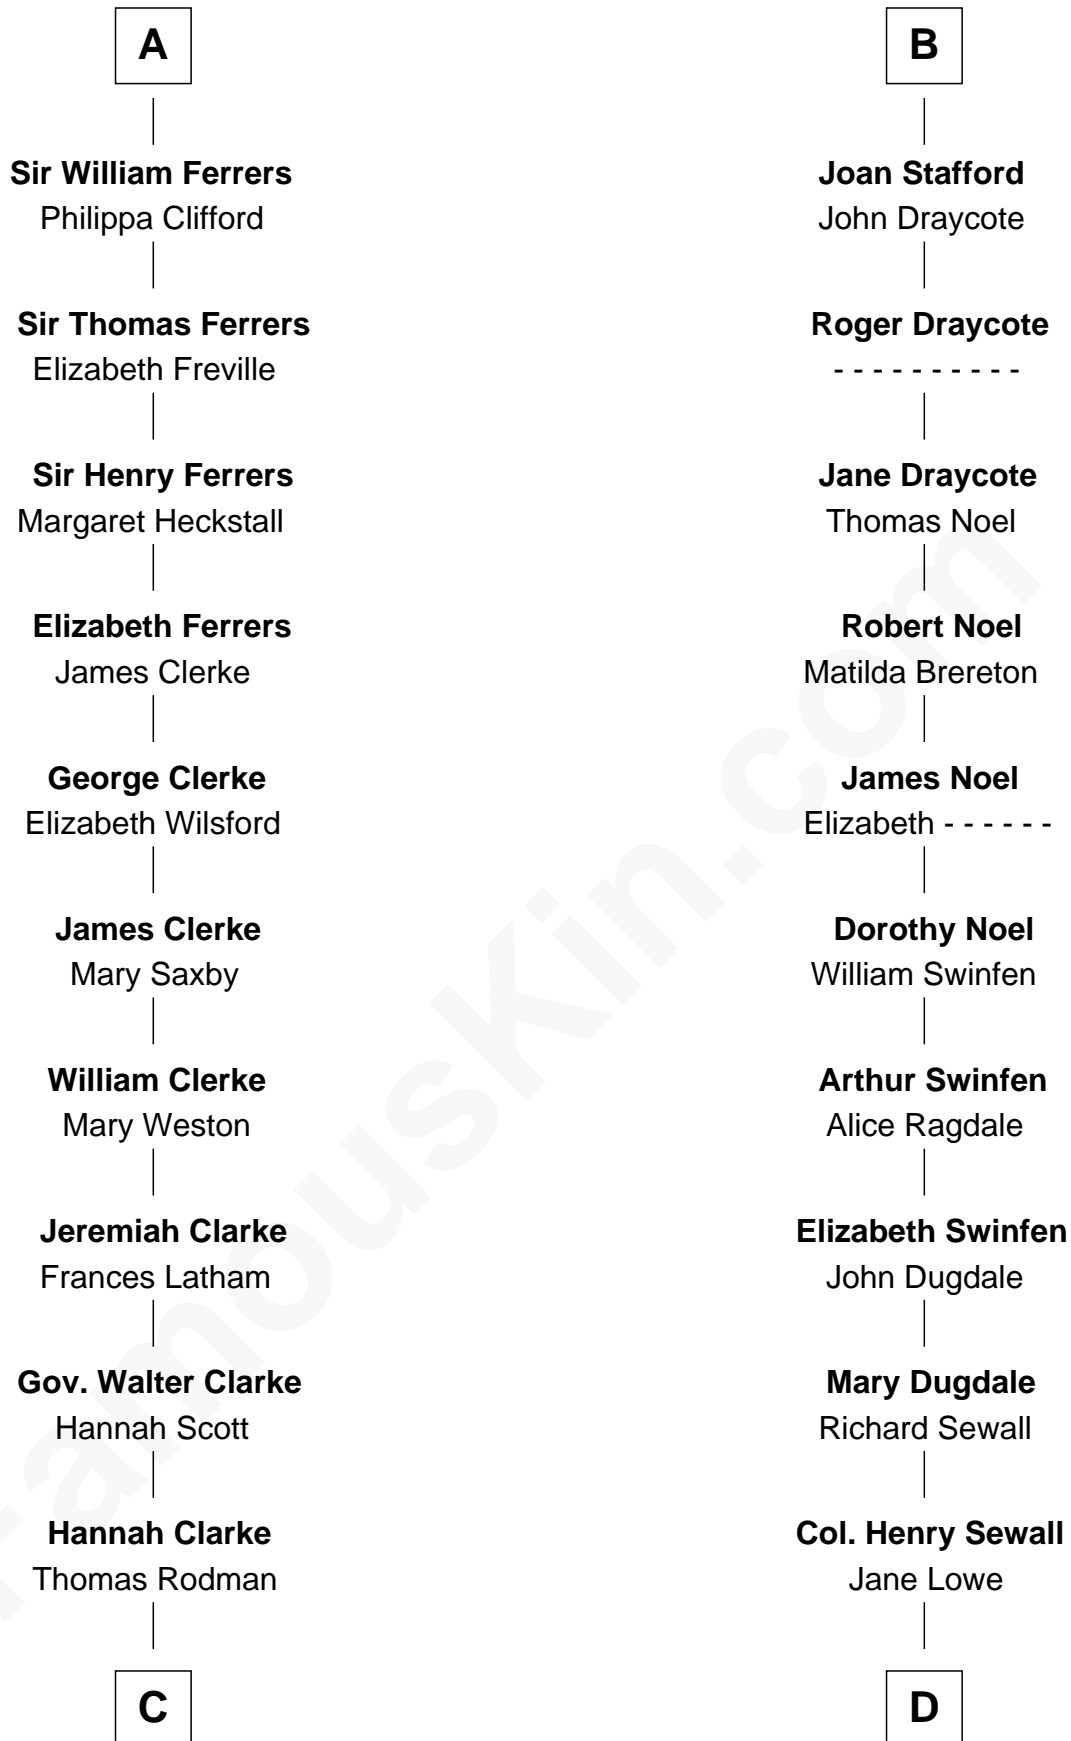 A
Sir William Ferrers
Philippa Clifford
Sir Thomas Ferrers
Elizabeth Freville
Sir Henry Ferrers
Margaret Heckstall
Elizabeth Ferrers
James Clerke
George Clerke
Elizabeth Wilsford
James Clerke
Mary Saxby
William Clerke
Mary Weston
Jeremiah Clarke
Frances Latham
Gov. Walter Clarke
Hannah Scott
Hannah Clarke
Thomas Rodman
C
B
Joan Stafford
John Draycote
Roger Draycote
- - - - - - - - - -
Jane Draycote
Thomas Noel
Robert Noel
Matilda Brereton
James Noel
Elizabeth - - - - - -
Dorothy Noel
William Swinfen
Arthur Swinfen
Alice Ragdale
Elizabeth Swinfen
John Dugdale
Mary Dugdale
Richard Sewall
Col. Henry Sewall
Jane Lowe
D
FamousKin.com